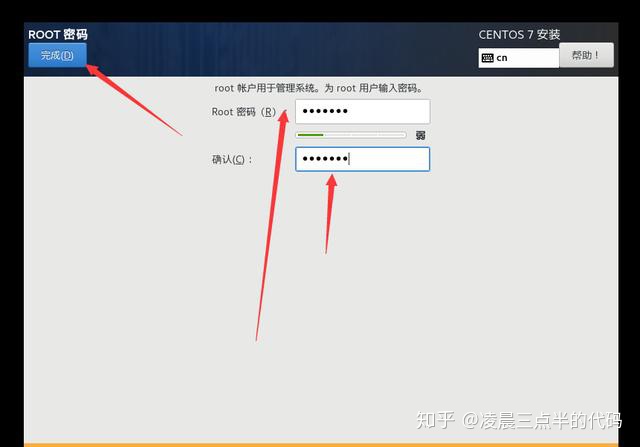 ROOT 密码
CENTOS 7 安装
完成(D)
cn
帮助！
root 帐户用于管理系统。为 root 用户输入密码。
Root 密码（R）：
•••••••
弱
确认(C)：
•••••••
知乎 @凌晨三点半的代码